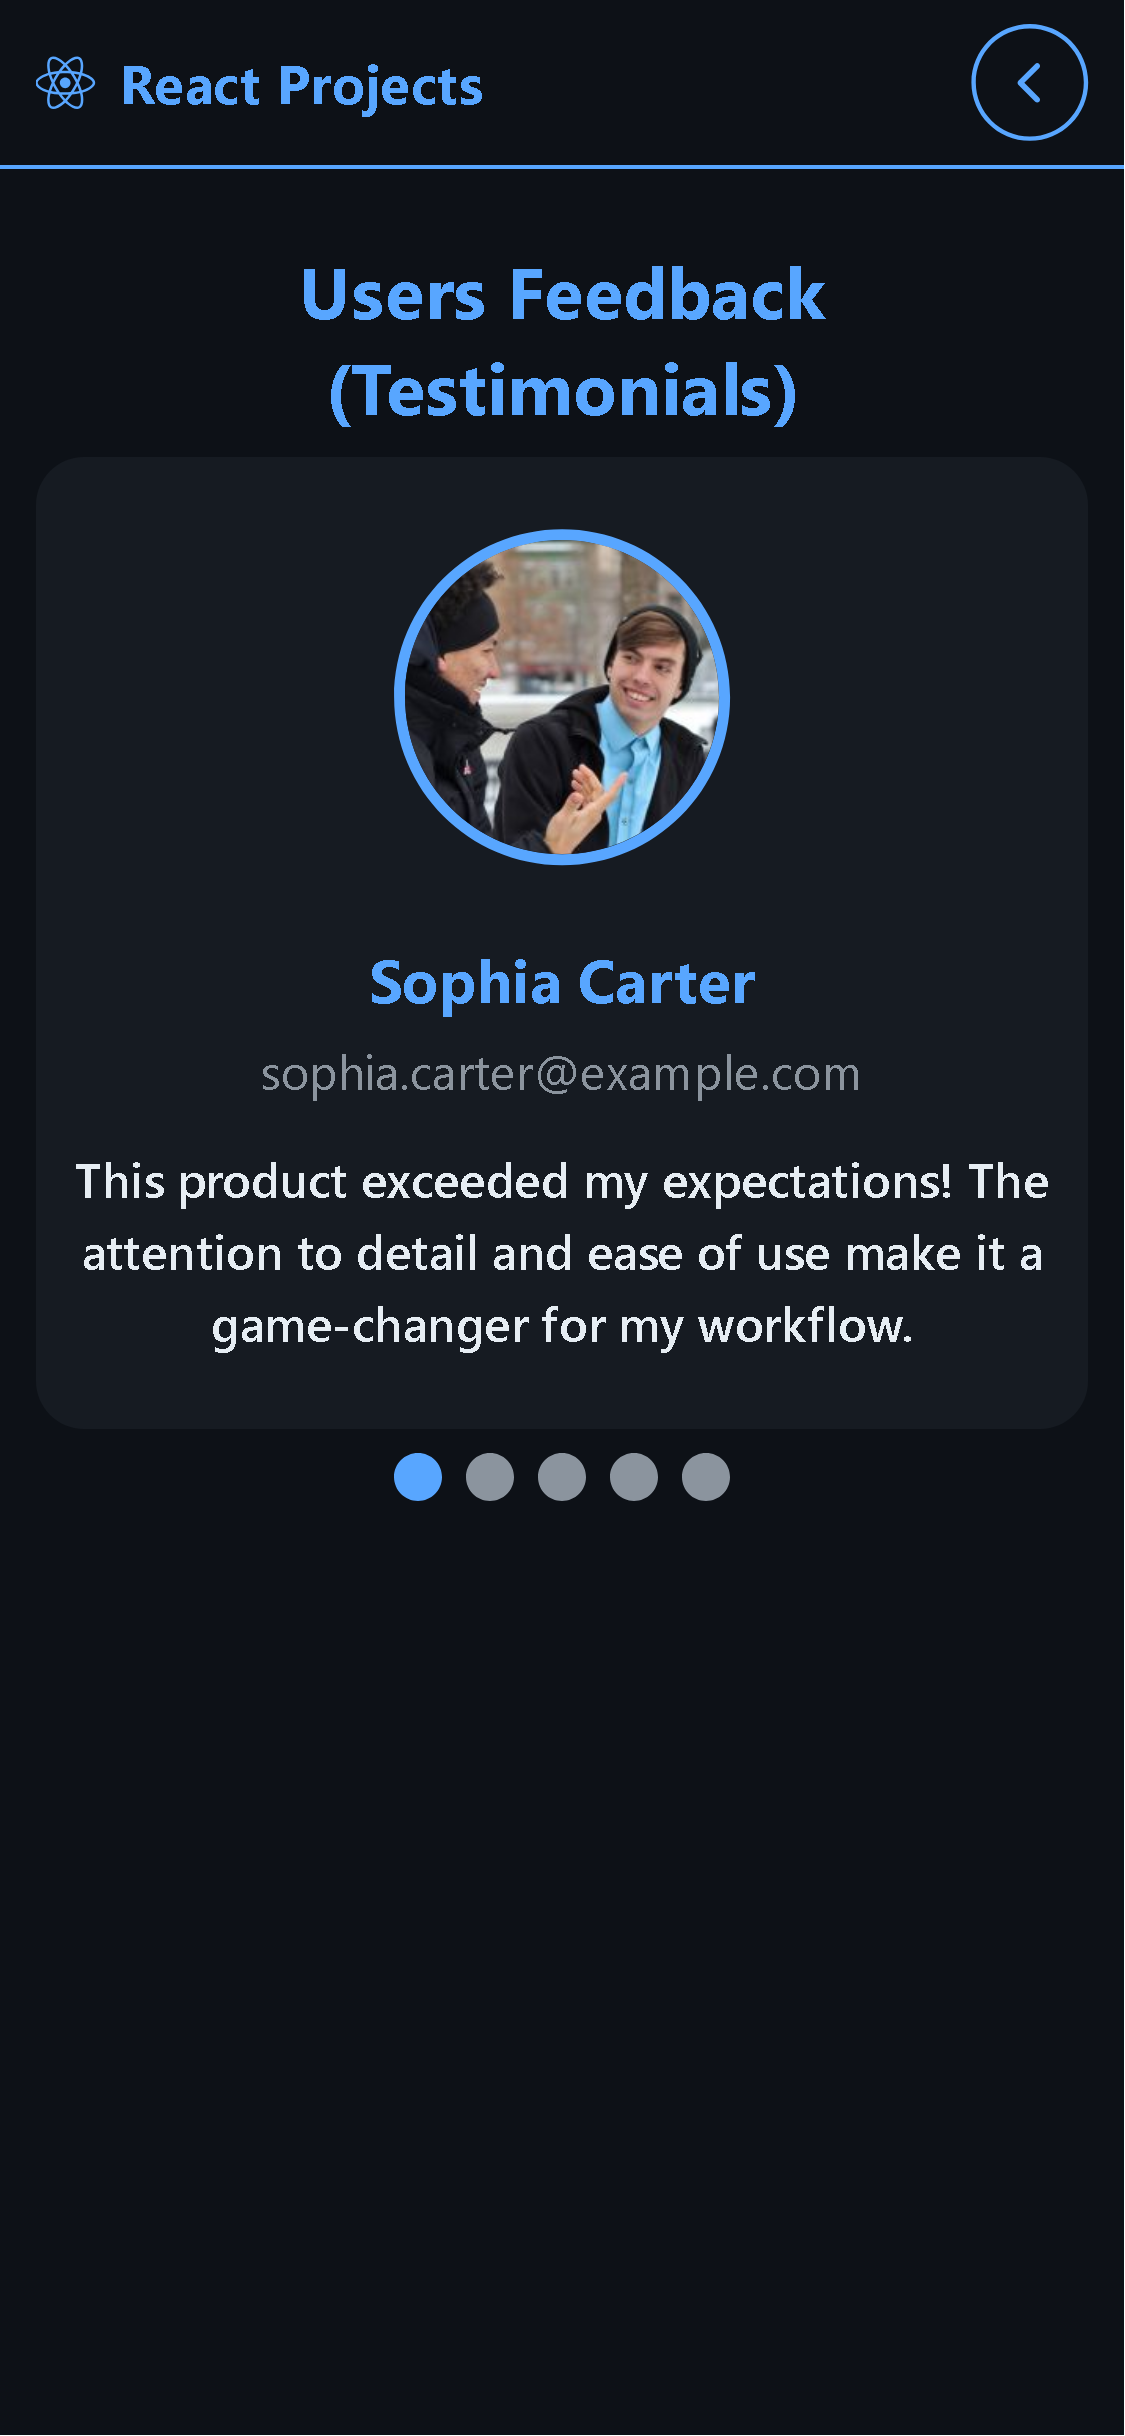 React Projects
Users Feedback
(Testimonials)
Sophia Carter
sophia.carter@example.com
This product exceeded my expectations! The
attention to detail and ease of use make it a
game-changer for my workflow.